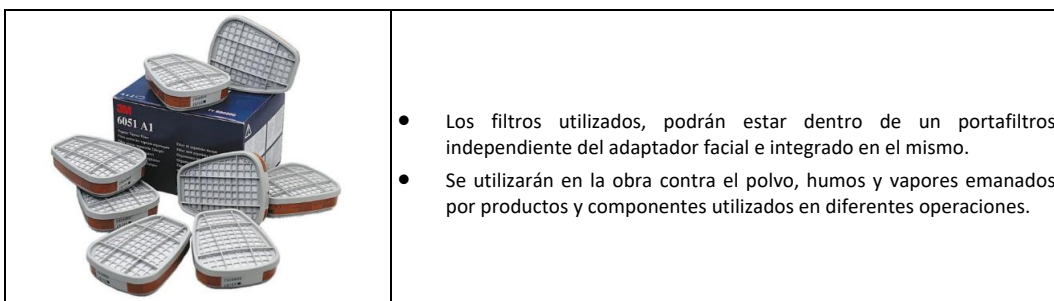 3M
6051 A1
• Los filtros utilizados, podrán estar dentro de un portafiltros
independiente del adaptador facial e integrado en el mismo.
• Se utilizarán en la obra contra el polvo, humos y vapores emanados
por productos y componentes utilizados en diferentes operaciones.